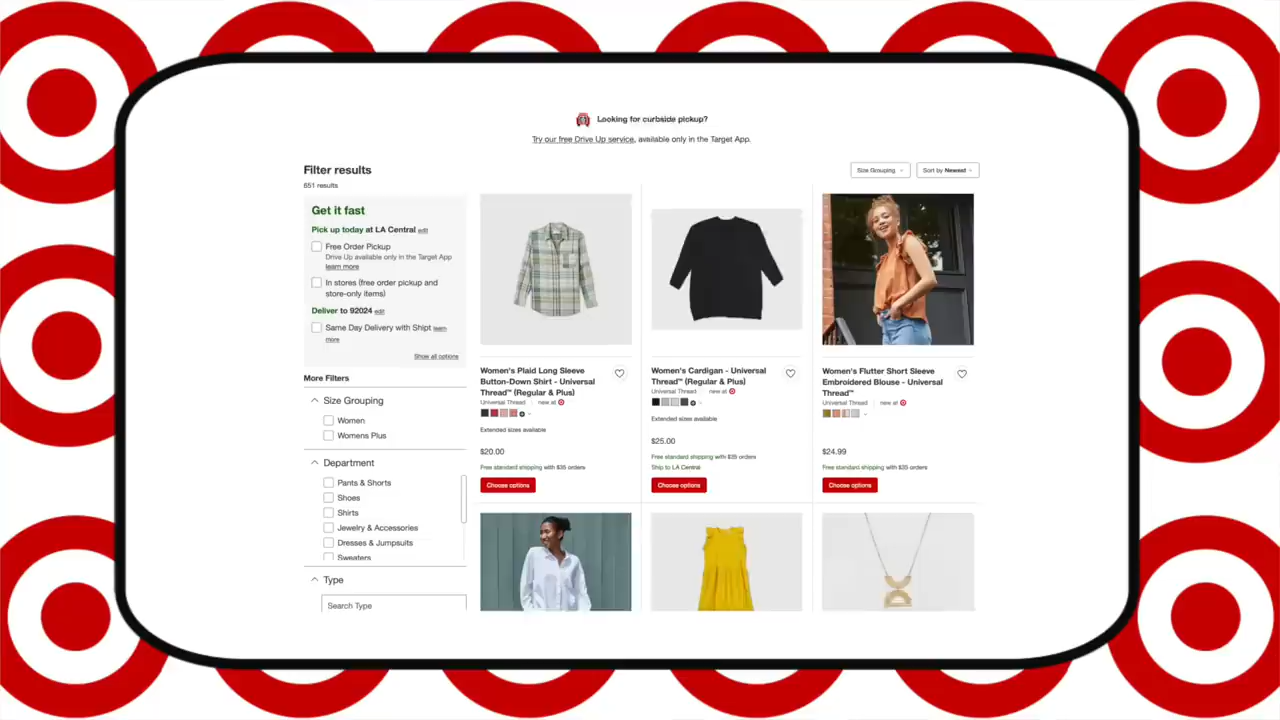 Looking for curbside pickup?
Try our free Drive Up service, available only in the Target App.
Filter results
651 results
Size Grouping
Sort by Newest
Get it fast
Pick up today at LA Central edit
Free Order Pickup
Drive Up available only in the Target App
learn more
In stores (free order pickup and
store-only items)
Deliver to 92024 edit
Same Day Delivery with Shipt learn
more
Show all options
More Filters
Size Grouping
Women
Womens Plus
Department
Pants & Shorts
Shoes
Shirts
Jewelry & Accessories
Dresses & Jumpsuits
Sweaters
Type
Search Type
Women's Plaid Long Sleeve
Button-Down Shirt - Universal
Thread™ (Regular & Plus)
Universal Thread new at
Extended sizes available
$20.00
Free standard shipping with $35 orders
Choose options
Women's Cardigan - Universal
Thread™ (Regular & Plus)
Universal Thread new at
Extended sizes available
$25.00
Free standard shipping with $35 orders
Ship to LA Central
Choose options
Women's Flutter Short Sleeve
Embroidered Blouse - Universal
Thread™
Universal Thread new at
$24.99
Free standard shipping with $35 orders
Choose options